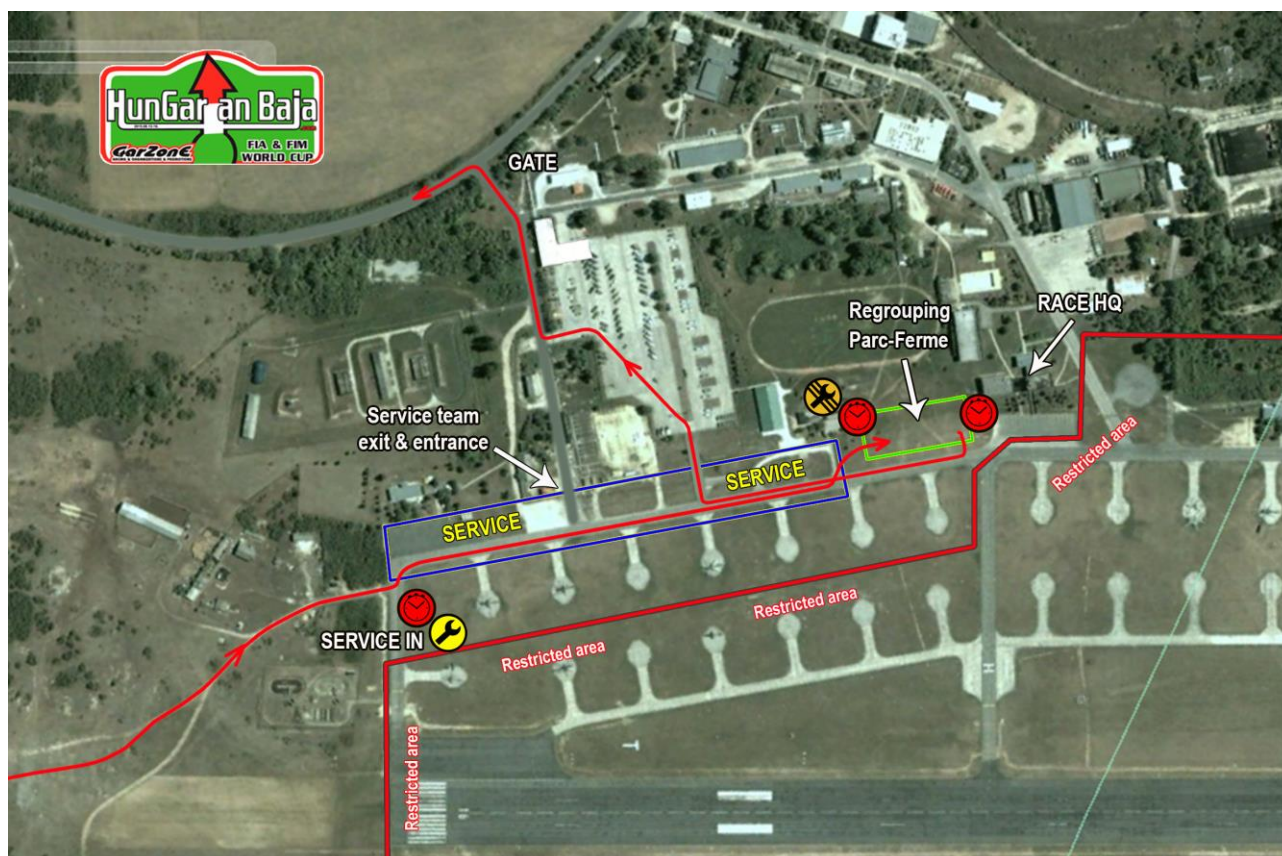 HunGarian Baja
GarZonE
FIA & FIM
WORLD CUP
GATE
RACE HQ
Regrouping
Parc-Ferme
Service team
exit & entrance
Restricted area
SERVICE
SERVICE
SERVICE IN
Restricted area
Restricted area
Restricted area
H